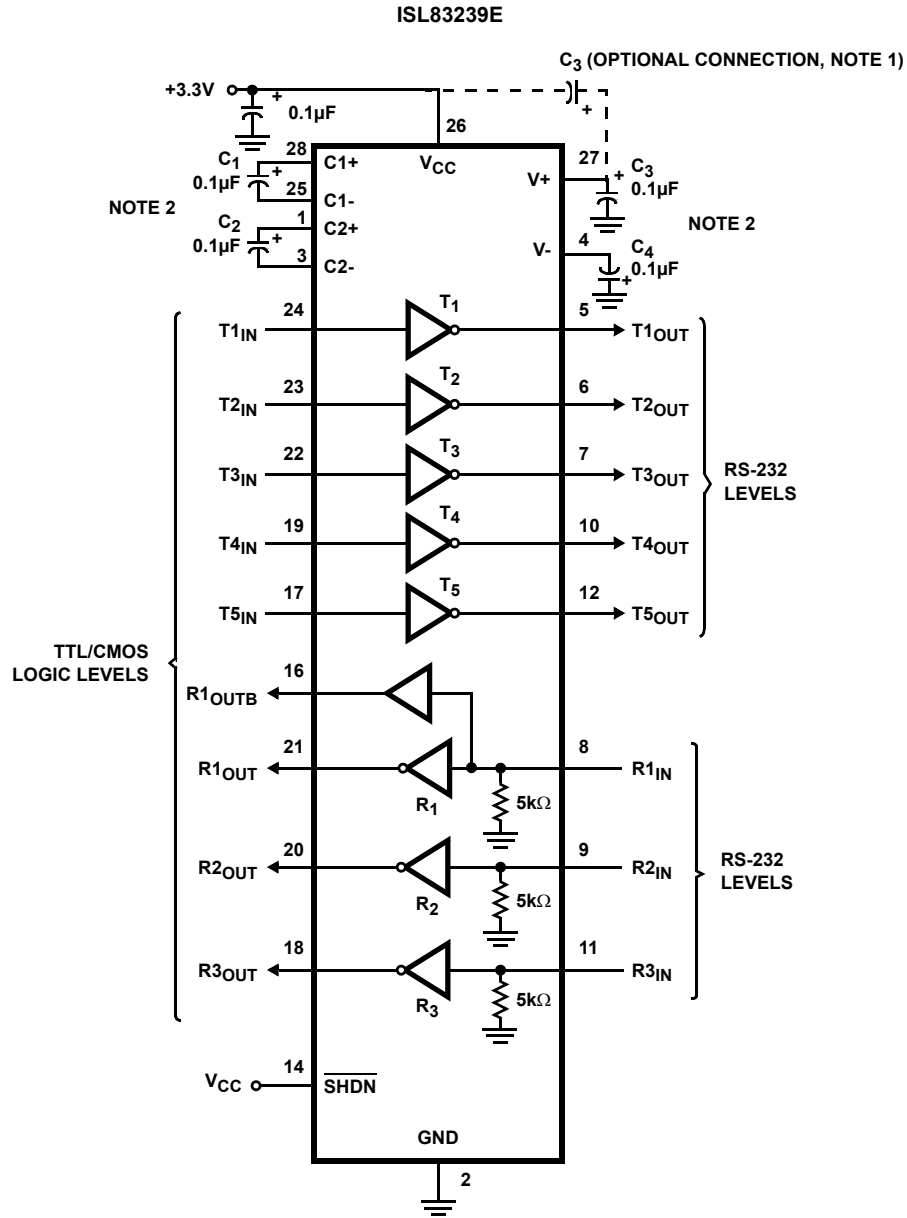 ISL83239E
C3 (OPTIONAL CONNECTION, NOTE 1)
+3.3V
+
0.1µF
+
26
VCC
28
C1+
C1
0.1µF
+
25
C1-
NOTE 2
1
C2+
C2
0.1µF
+
3
C2-
27
V+
+
C3
0.1µF
NOTE 2
4
V-
C4
0.1µF
+
T1IN
24
T1
5
T1OUT
T2IN
23
T2
6
T2OUT
T3IN
22
T3
7
T3OUT
RS-232
LEVELS
T4IN
19
T4
10
T4OUT
T5IN
17
T5
12
T5OUT
TTL/CMOS
LOGIC LEVELS
R1OUTB
16
R1OUT
21
R1
5kΩ
8
R1IN
R2OUT
20
R2
5kΩ
9
R2IN
RS-232
LEVELS
R3OUT
18
R3
5kΩ
11
R3IN
VCC
14
SHDN
GND
2